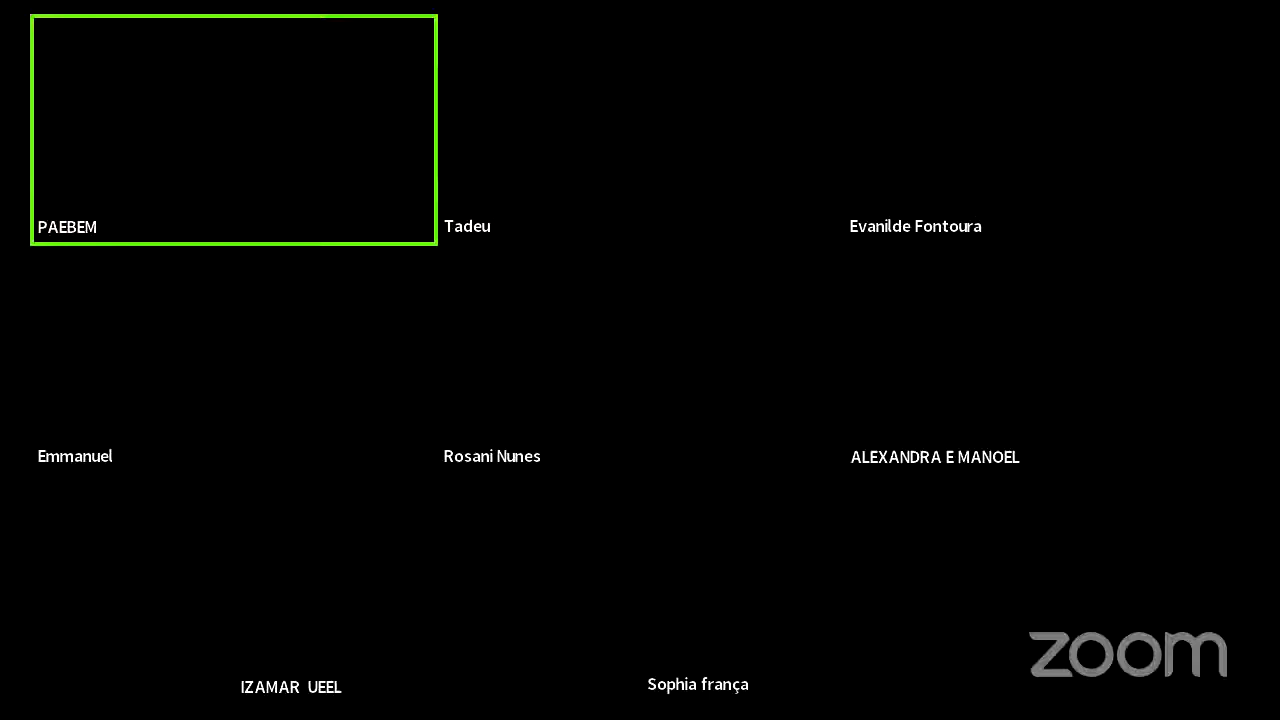 PAEBEM
Tadeu
Evanilde Fontoura
Emmanuel
Rosani Nunes
ALEXANDRA E MANOEL
IZAMAR UEEL
Sophia frança
zoom